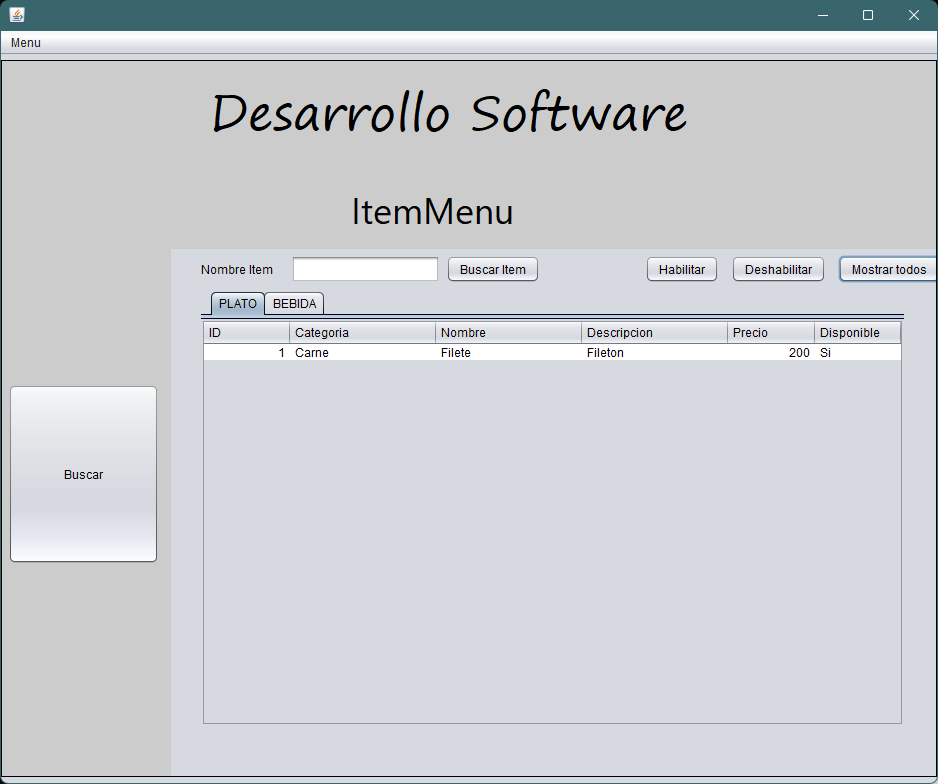 Menu
Desarrollo Software
ItemMenu
Nombre Item Buscar Item Habilitar Deshabilitar Mostrar todos
PLATO BEBIDA
ID Categoria Nombre Descripcion Precio Disponible
1 Carne Filete Fileton 200 Si
Buscar